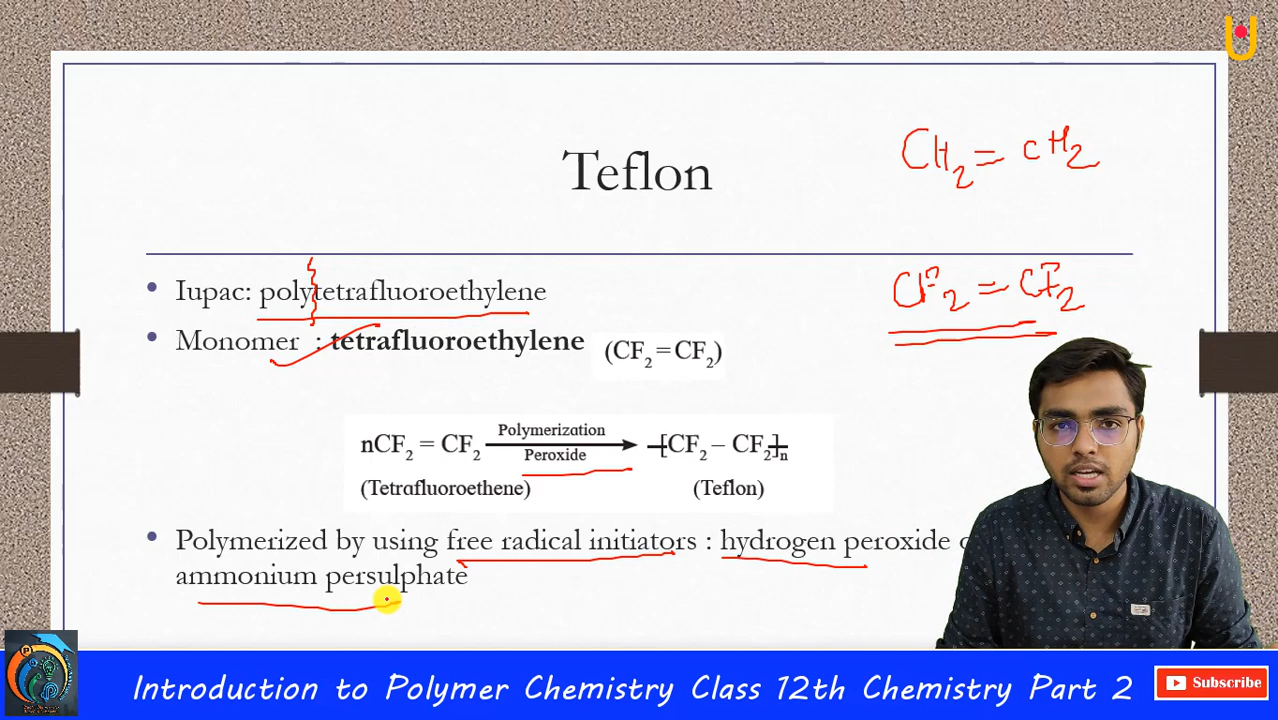 Teflon
CH2 = CH2
• Iupac: polytetrafluoroethylene
CF2 = CF2
• Monomer : tetrafluoroethylene (CF2 = CF2)
Polymerization
nCF2 = CF2 ⟶ –[CF2 – CF2]–n
Peroxide
(Tetrafluoroethene) (Teflon)
• Polymerized by using free radical initiators : hydrogen peroxide
ammonium persulphate
Introduction to Polymer Chemistry Class 12th Chemistry Part 2
Subscribe